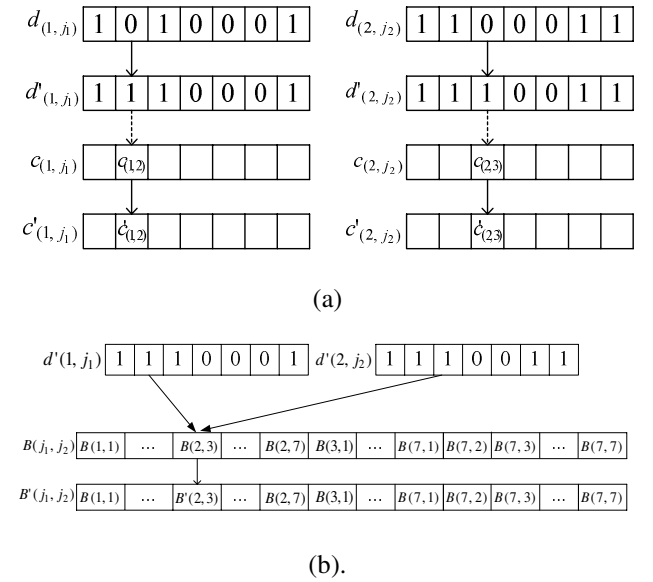 d(1, j1) 1 0 1 0 0 0 1 d(2, j2) 1 1 0 0 0 1 1
d'(1, j1) 1 1 1 0 0 0 1 d'(2, j2) 1 1 1 0 0 1 1
c(1, j1) c(1,2) c(2, j2) c(2,3)
c'(1, j1) c'(1,2) c'(2, j2) c'(2,3)
(a)
d'(1, j1) 1 1 1 0 0 0 1 d'(2, j2) 1 1 1 0 0 1 1
B(j1, j2) B(1,1) ... B(2,3) ... B(2,7) B(3,1) ... B(7,1) B(7,2) B(7,3) ... B(7,7)
B'(j1, j2) B(1,1) ... B'(2,3) ... B(2,7) B(3,1) ... B(7,1) B(7,2) B(7,3) ... B(7,7)
(b).